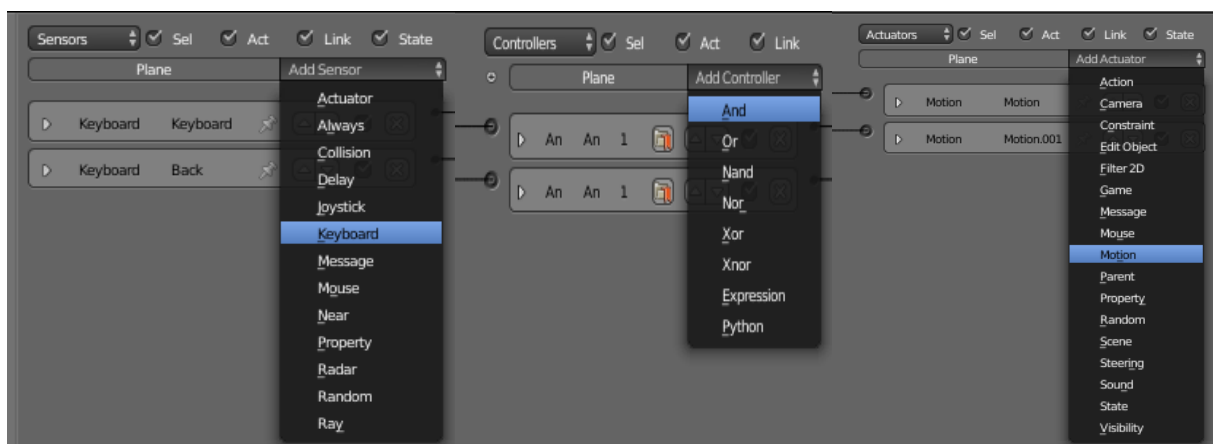 Sensors Sel Act Link State
Plane Add Sensor
Keyboard Keyboard
Keyboard Back
Actuator
Always
Collision
Delay
Joystick
Keyboard
Message
Mouse
Near
Property
Radar
Random
Ray
Controllers Sel Act Link
Plane Add Controller
An An 1
An An 1
And
Or
Nand
Nor
Xor
Xnor
Expression
Python
Actuators Sel Act Link State
Plane Add Actuator
Motion Motion
Motion Motion.001
Action
Camera
Constraint
Edit Object
Filter 2D
Game
Message
Mouse
Motion
Parent
Property
Random
Scene
Steering
Sound
State
Visibility